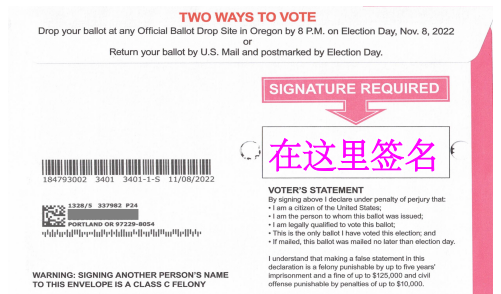 TWO WAYS TO VOTE
Drop your ballot at any Official Ballot Drop Site in Oregon by 8 P.M. on Election Day, Nov. 8, 2022
or
Return your ballot by U.S. Mail and postmarked by Election Day.
SIGNATURE REQUIRED
在这里签名
184793002 3401 3401-1-S 11/08/2022
1328/5 337982 P24
PORTLAND OR 97229-8054
VOTER'S STATEMENT
By signing above I declare under penalty of perjury that:
• I am a citizen of the United States;
• I am the person to whom this ballot was issued;
• I am legally qualified to vote this ballot;
• This is the only ballot I have voted this election; and
• If mailed, this ballot was mailed no later than election day.
I understand that making a false statement in this
declaration is a felony punishable by up to five years'
imprisonment and a fine of up to $125,000 and civil
offense punishable by penalties of up to $10,000.
WARNING: SIGNING ANOTHER PERSON'S NAME
TO THIS ENVELOPE IS A CLASS C FELONY